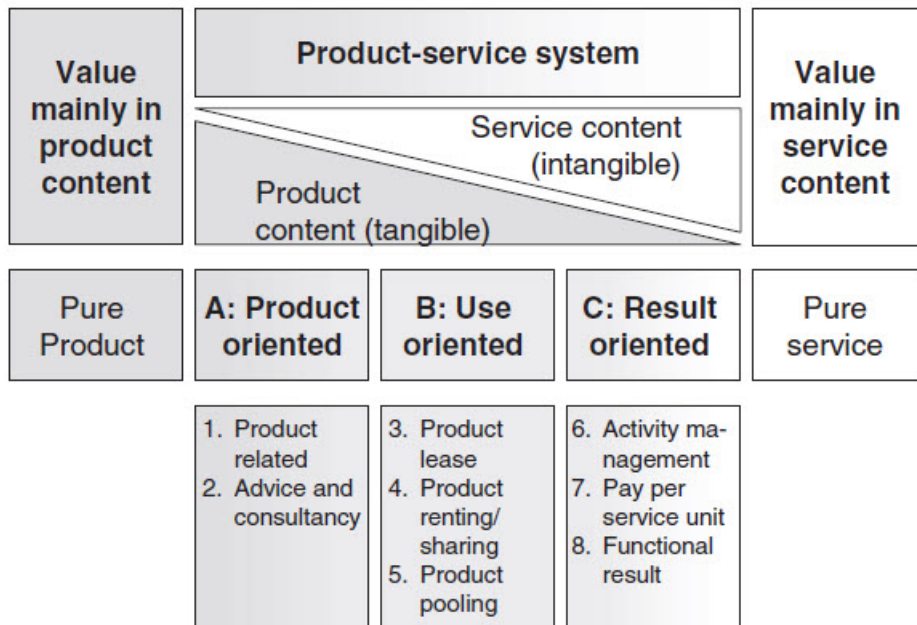 Value
mainly in
product
content
Product-service system
Service content
(intangible)
Product
content (tangible)
Value
mainly in
service
content
Pure
Product
A: Product
oriented
B: Use
oriented
C: Result
oriented
Pure
service
1. Product
related
2. Advice and
consultancy
3. Product
lease
4. Product
renting/
sharing
5. Product
pooling
6. Activity ma-
nagement
7. Pay per
service unit
8. Functional
result